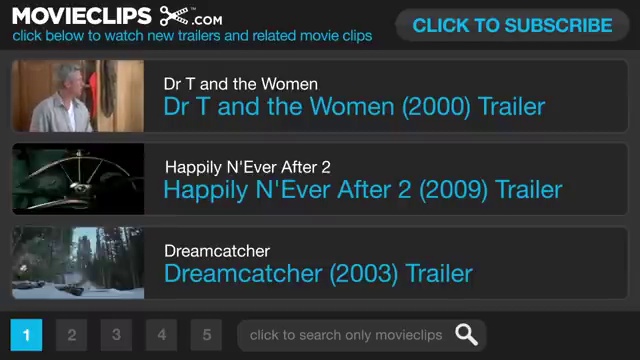 MOVIECLIPS ™.COM
click below to watch new trailers and related movie clips
CLICK TO SUBSCRIBE
Dr T and the Women
Dr T and the Women (2000) Trailer
Happily N'Ever After 2
Happily N'Ever After 2 (2009) Trailer
Dreamcatcher
Dreamcatcher (2003) Trailer
1 2 3 4 5 click to search only movieclips